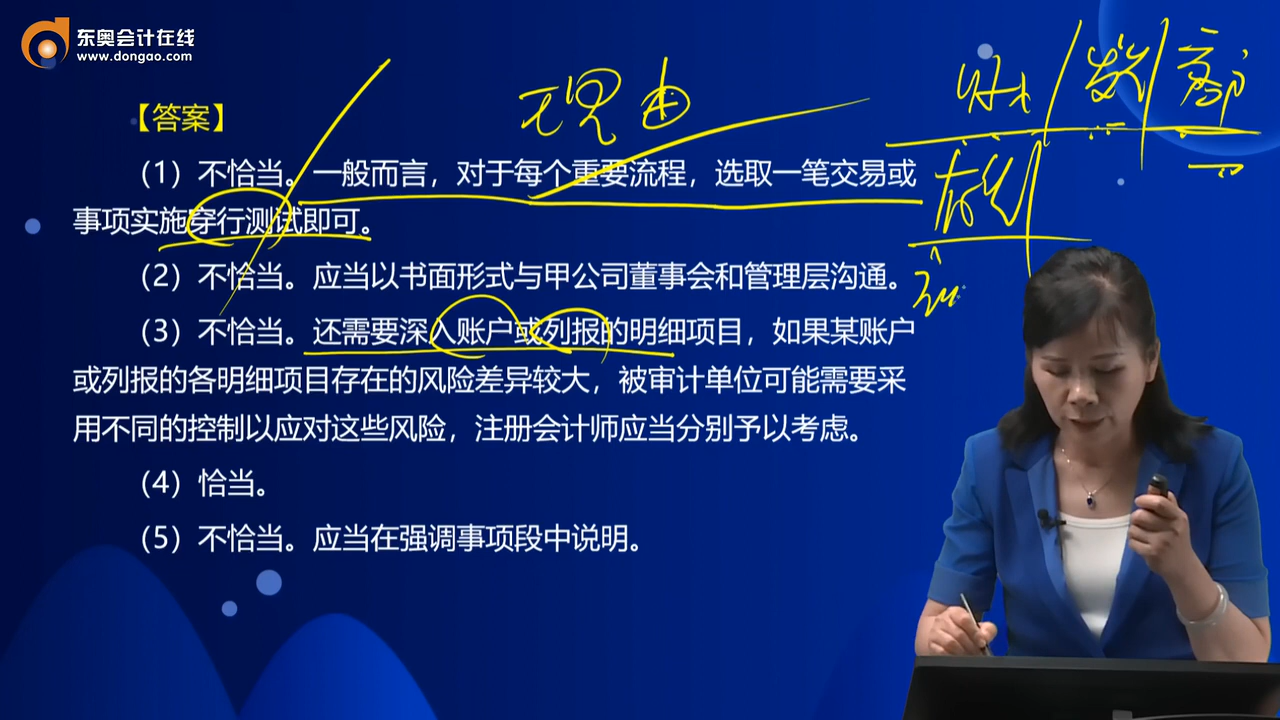 东奥会计在线
www.dongao.com
【答案】
理由
(1)不恰当。一般而言，对于每个重要流程，选取一笔交易或
事项实施穿行测试即可。
(2)不恰当。应当以书面形式与甲公司董事会和管理层沟通。
(3)不恰当。还需要深入账户或列报的明细项目，如果某账户
或列报的各明细项目存在的风险差异较大，被审计单位可能需要采
用不同的控制以应对这些风险，注册会计师应当分别予以考虑。
(4)恰当。
(5)不恰当。应当在强调事项段中说明。